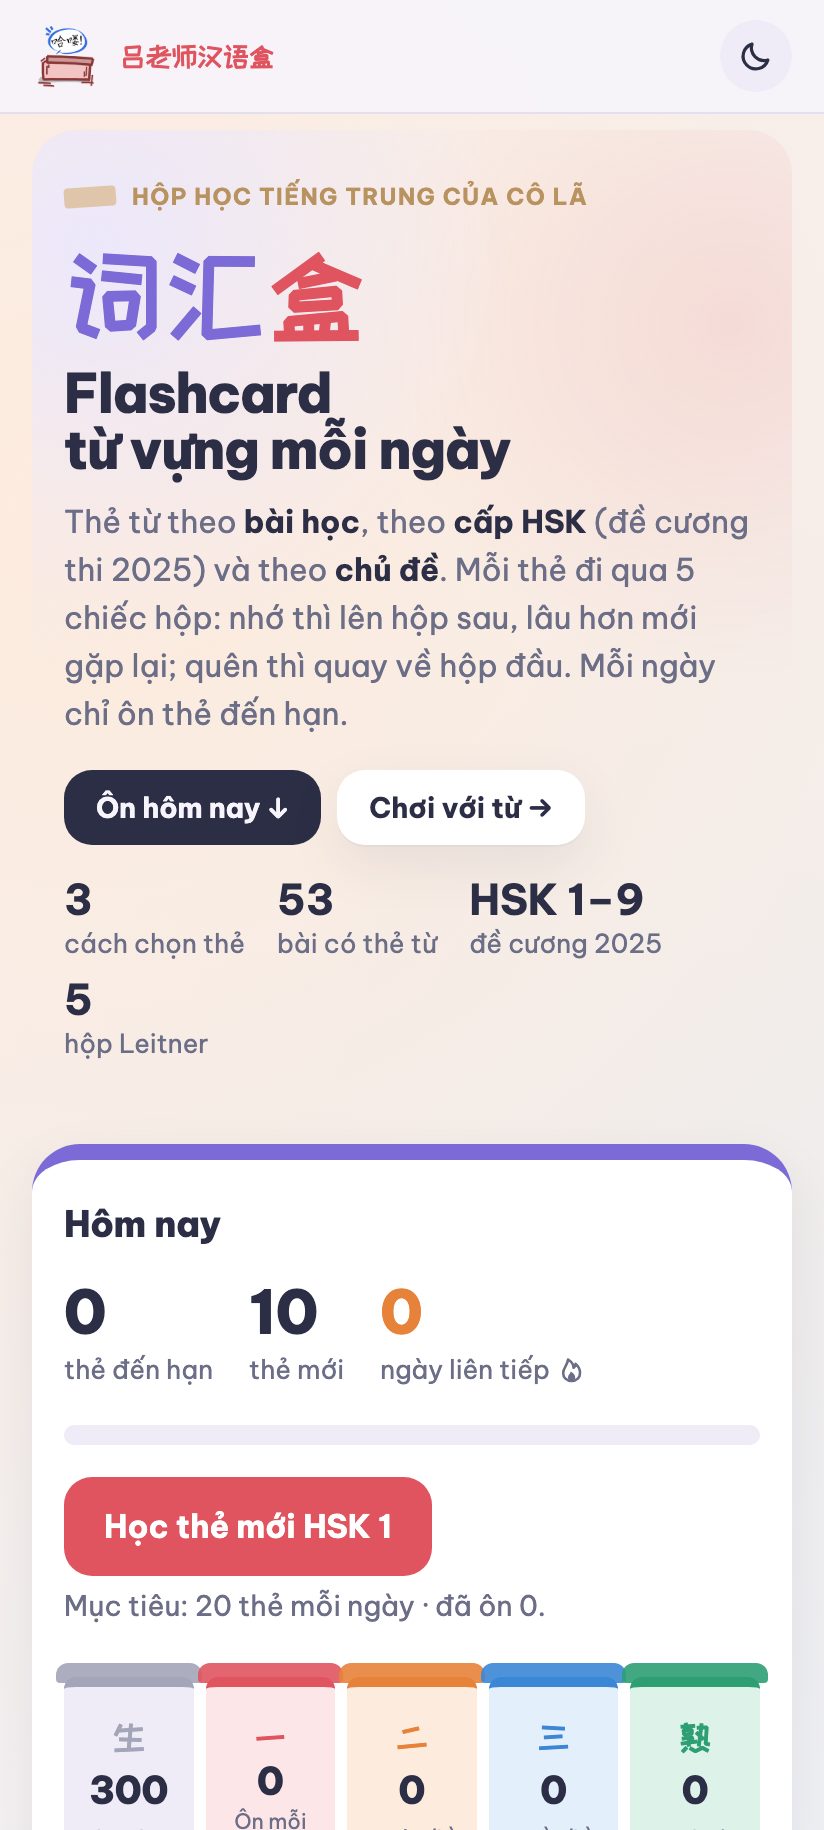 哈喽!
吕老师汉语盒
HỘP HỌC TIẾNG TRUNG CỦA CÔ LÃ
词汇盒
Flashcard
từ vựng mỗi ngày
Thẻ từ theo bài học, theo cấp HSK (đề cương
thi 2025) và theo chủ đề. Mỗi thẻ đi qua 5
chiếc hộp: nhớ thì lên hộp sau, lâu hơn mới
gặp lại; quên thì quay về hộp đầu. Mỗi ngày
chỉ ôn thẻ đến hạn.
Ôn hôm nay ↓
Chơi với từ →
3
cách chọn thẻ
53
bài có thẻ từ
HSK 1–9
đề cương 2025
5
hộp Leitner
Hôm nay
0
thẻ đến hạn
10
thẻ mới
0
ngày liên tiếp
Học thẻ mới HSK 1
Mục tiêu: 20 thẻ mỗi ngày · đã ôn 0.
生
300
一
0
Ôn mỗi
二
0
三
0
熟
0